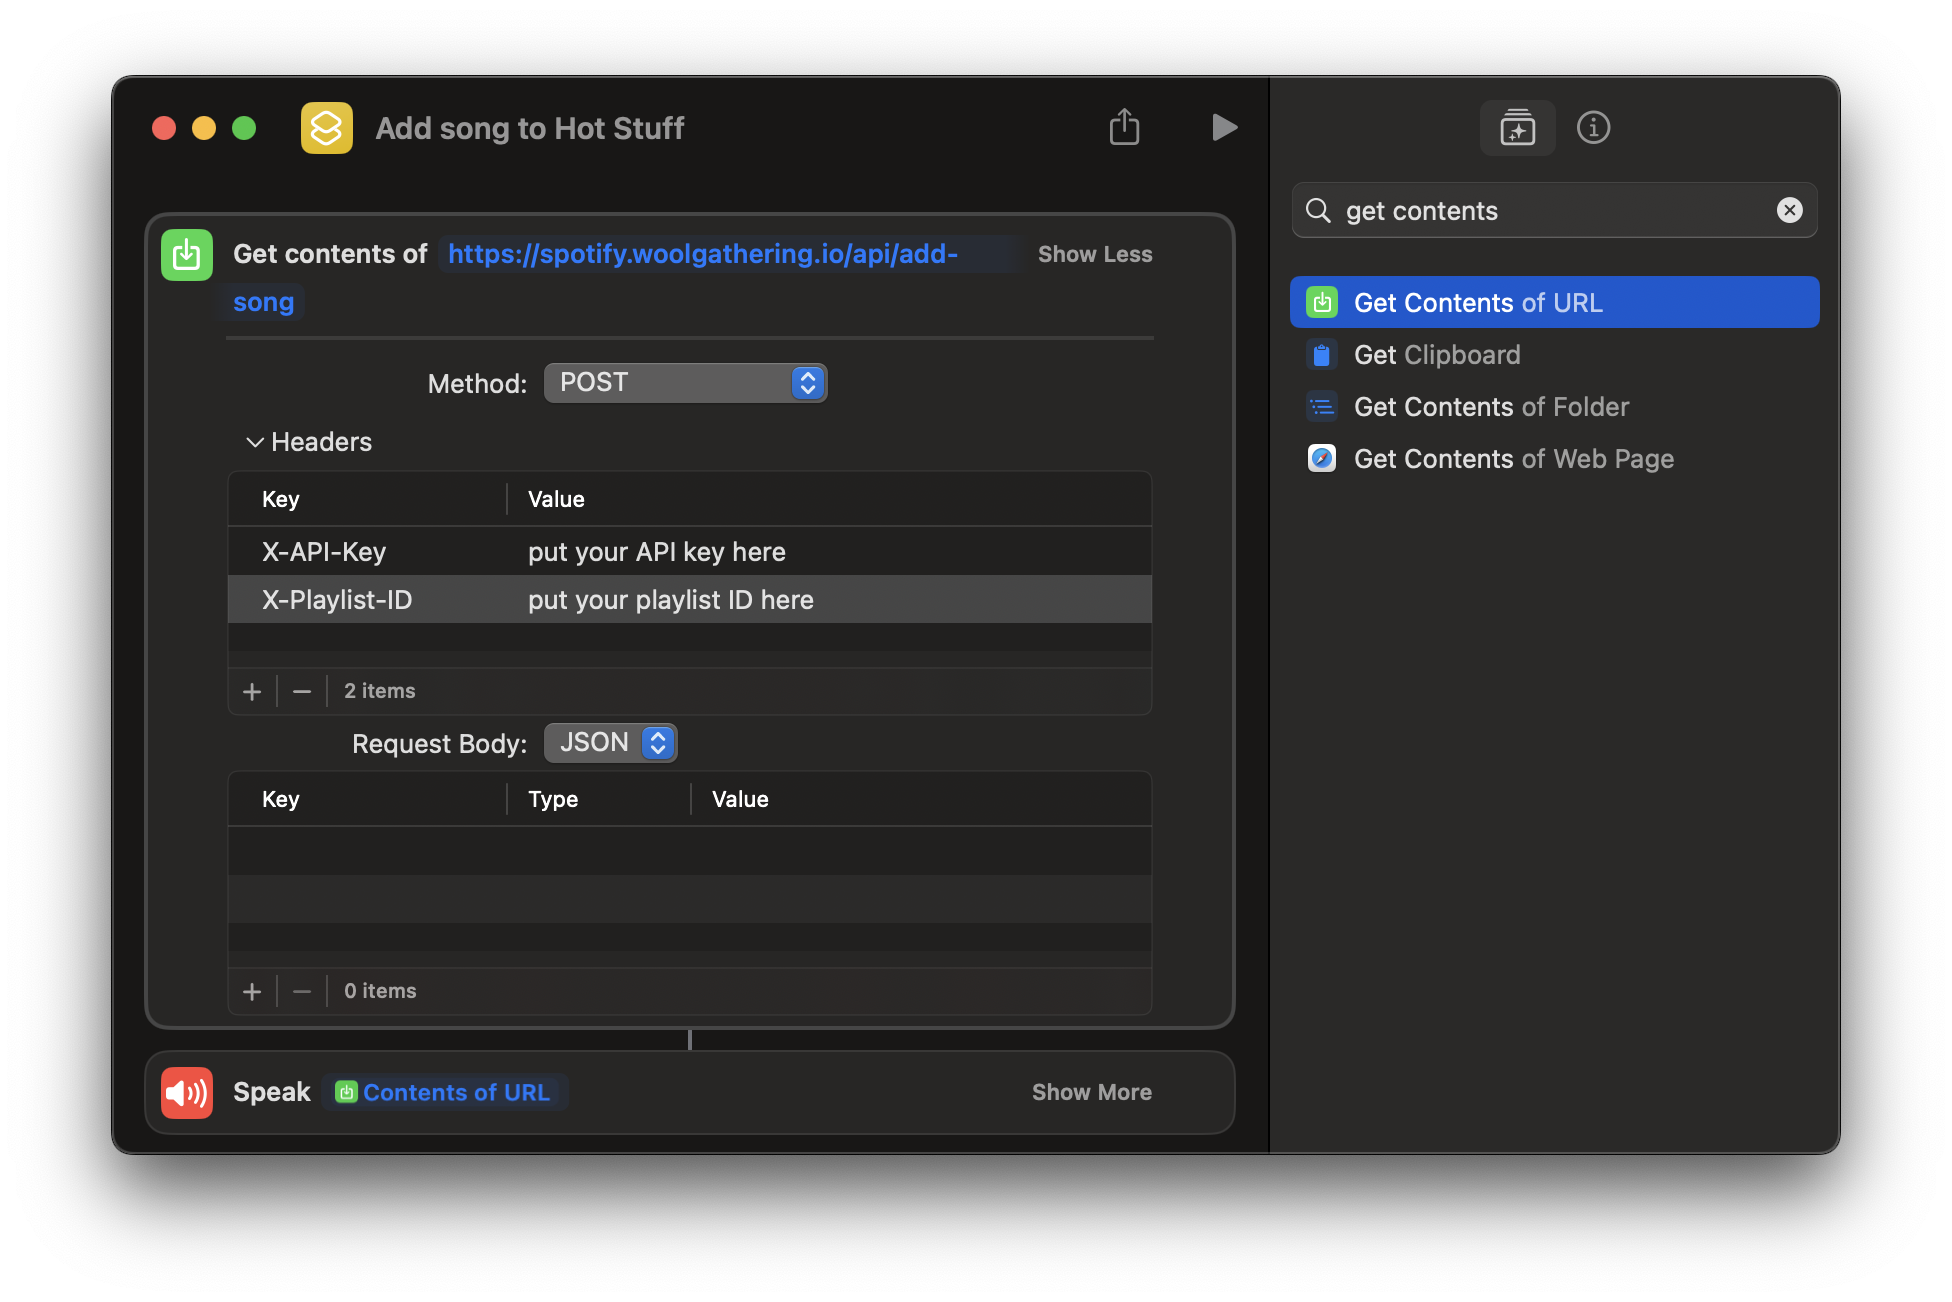 Add song to Hot Stuff
Get contents of https://spotify.woolgathering.io/api/add- Show Less
song
Method: POST
Headers
Key Value
X-API-Key put your API key here
X-Playlist-ID put your playlist ID here
+ − 2 items
Request Body: JSON
Key Type Value
+ − 0 items
Speak Contents of URL Show More
get contents
Get Contents of URL
Get Clipboard
Get Contents of Folder
Get Contents of Web Page